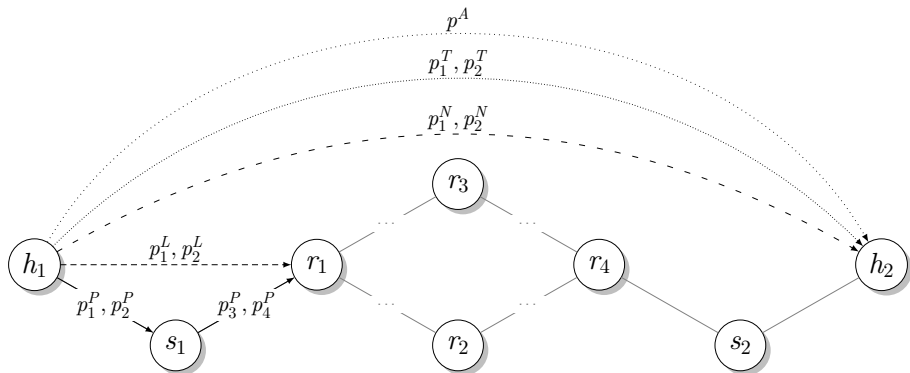 p^A
p_1^T, p_2^T
p_1^N, p_2^N
r_3
...
...
h_1
p_1^L, p_2^L
r_1
r_4
h_2
p_1^P, p_2^P
p_3^P, p_4^P
...
...
s_1
r_2
s_2